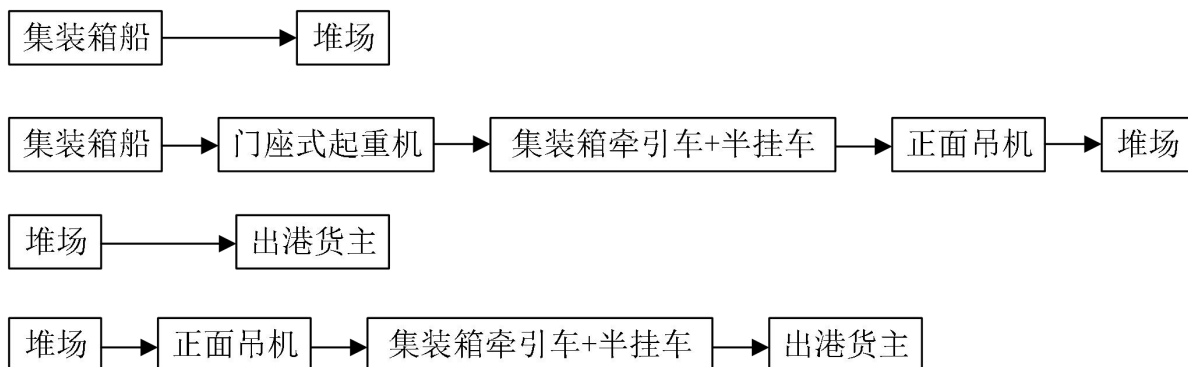 集装箱船 堆场
集装箱船 门座式起重机 集装箱牵引车+半挂车 正面吊机 堆场
堆场 出港货主
堆场 正面吊机 集装箱牵引车+半挂车 出港货主